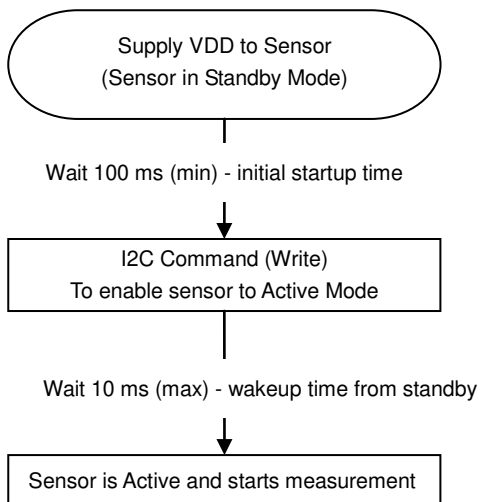 Supply VDD to Sensor
(Sensor in Standby Mode)
Wait 100 ms (min) - initial startup time
I2C Command (Write)
To enable sensor to Active Mode
Wait 10 ms (max) - wakeup time from standby
Sensor is Active and starts measurement